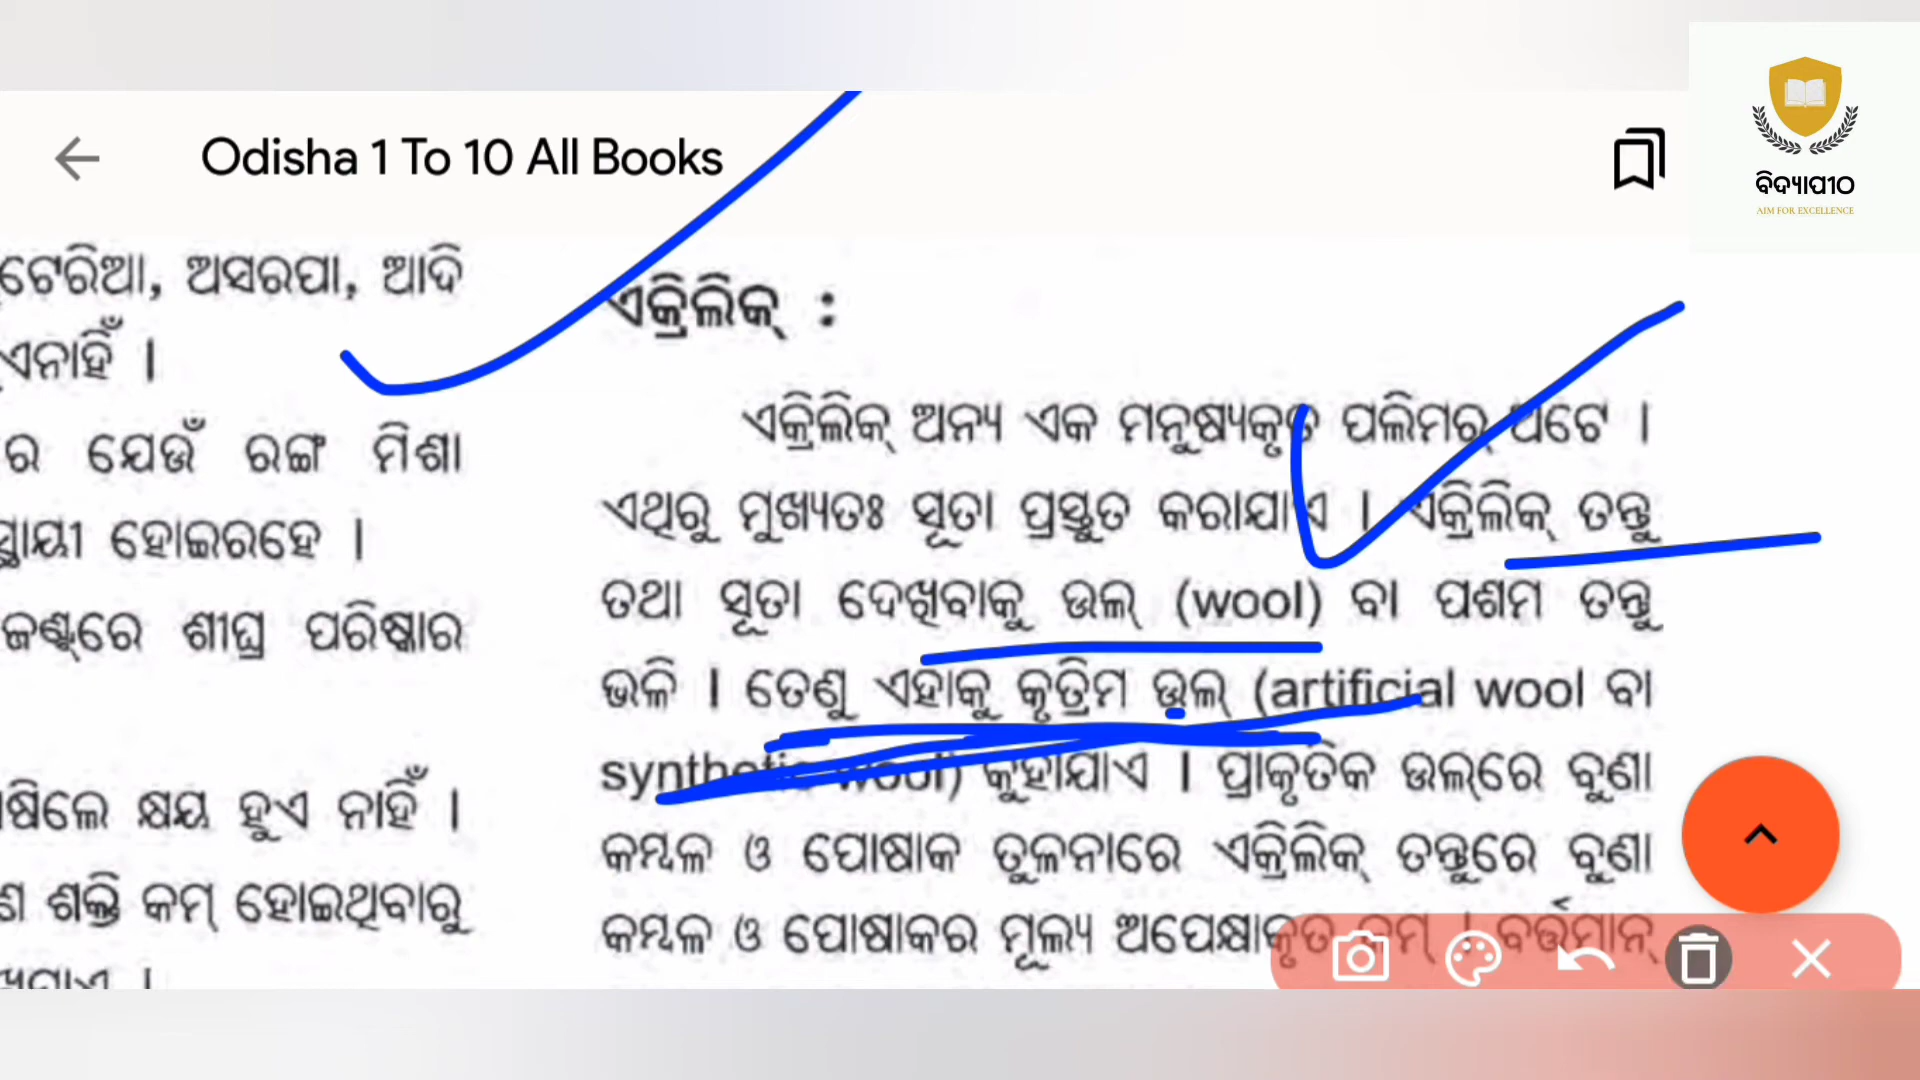 Odisha 1 To 10 All Books
ବିଦ୍ୟାପୀଠ
AIM FOR EXCELLENCE
ଟେରିଆ, ଅସରପା, ଆଦି
ଏନାହିଁ ।
ର ଯେଉଁ ରଙ୍ଗ ମିଶା
ସ୍ଥାୟୀ ହୋଇରହେ ।
ଜଣ୍ଟରେ ଶୀଘ୍ର ପରିଷ୍କାର
ଷିଲେ କ୍ଷୟ ହୁଏ ନାହିଁ ।
ଣ ଶକ୍ତି କମ୍ ହୋଇଥିବାରୁ
ଏକ୍ରିଲିକ୍ :
ଏକ୍ରିଲିକ୍ ଅନ୍ୟ ଏକ ମନୁଷ୍ୟକୃତ ପଲିମର୍ ଅଟେ ।
ଏଥିରୁ ମୁଖ୍ୟତଃ ସୂତା ପ୍ରସ୍ତୁତ କରାଯାଏ । ଏକ୍ରିଲିକ୍ ତନ୍ତୁ
ତଥା ସୂତା ଦେଖିବାକୁ ଉଲ୍ (wool) ବା ପଶମ ତନ୍ତୁ
ଭଳି । ତେଣୁ ଏହାକୁ କୃତ୍ରିମ ଉଲ୍ (artificial wool ବା
synthetic wool) କୁହାଯାଏ । ପ୍ରାକୃତିକ ଉଲ୍‌ରେ ବୁଣା
କମ୍ବଳ ଓ ପୋଷାକ ତୁଳନାରେ ଏକ୍ରିଲିକ୍ ତନ୍ତୁରେ ବୁଣା
କମ୍ବଳ ଓ ପୋଷାକର ମୂଲ୍ୟ ଅପେକ୍ଷାକୃତ କମ୍ । ବର୍ତ୍ତମାନ୍